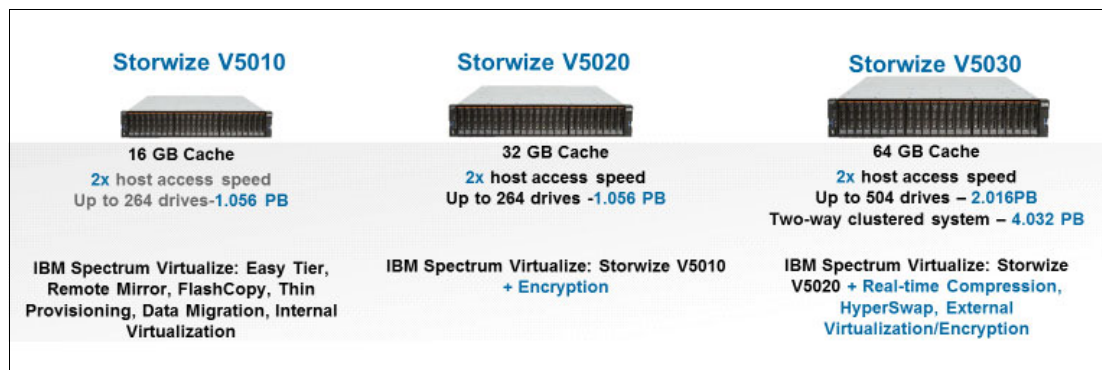 Storwize V5010
16 GB Cache
2x host access speed
Up to 264 drives-1.056 PB
IBM Spectrum Virtualize: Easy Tier,
Remote Mirror, FlashCopy, Thin
Provisioning, Data Migration, Internal
Virtualization
Storwize V5020
32 GB Cache
2x host access speed
Up to 264 drives -1.056 PB
IBM Spectrum Virtualize: Storwize V5010
+ Encryption
Storwize V5030
64 GB Cache
2x host access speed
Up to 504 drives – 2.016PB
Two-way clustered system – 4.032 PB
IBM Spectrum Virtualize: Storwize
V5020 + Real-time Compression,
HyperSwap, External
Virtualization/Encryption